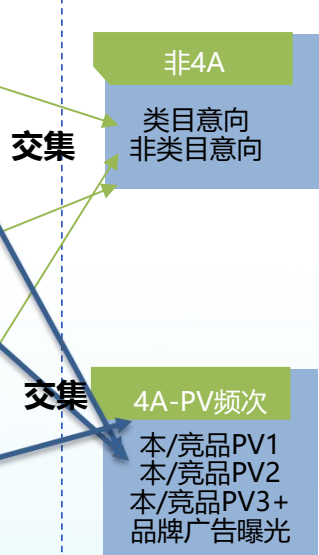 非4A
类目意向
交集
非类目意向
交集
4A-PV频次
本/竞品PV1
本/竞品PV2
本/竞品PV3+
品牌广告曝光